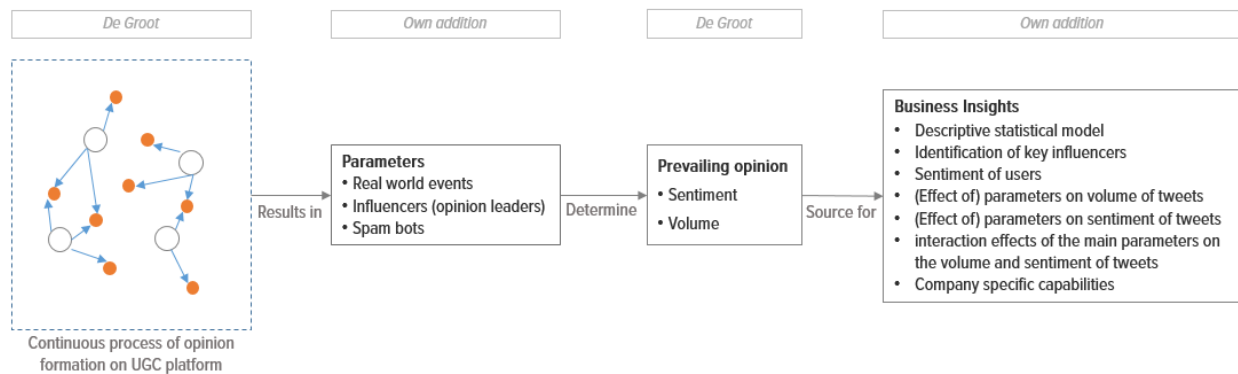 De Groot
Own addition
De Groot
Own addition
Continuous process of opinion
formation on UGC platform
Results in
Parameters
• Real world events
• Influencers (opinion leaders)
• Spam bots
Determine
Prevailing opinion
• Sentiment
• Volume
Source for
Business Insights
• Descriptive statistical model
• Identification of key influencers
• Sentiment of users
• (Effect of) parameters on volume of tweets
• (Effect of) parameters on sentiment of tweets
• interaction effects of the main parameters on
the volume and sentiment of tweets
• Company specific capabilities